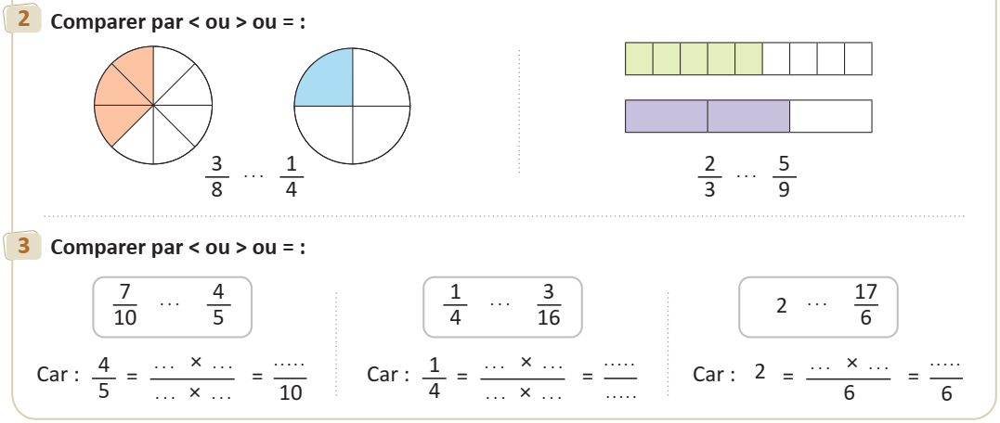 2 Comparer par < ou > ou = :
3/8 ... 1/4
2/3 ... 5/9
3 Comparer par < ou > ou = :
7/10 ... 4/5
1/4 ... 3/16
2 ... 17/6
Car : 4/5 = ... × .../... × ... = ...../10
Car : 1/4 = ... × .../... × ... = ...../.....
Car : 2 = ... × .../6 = ...../6